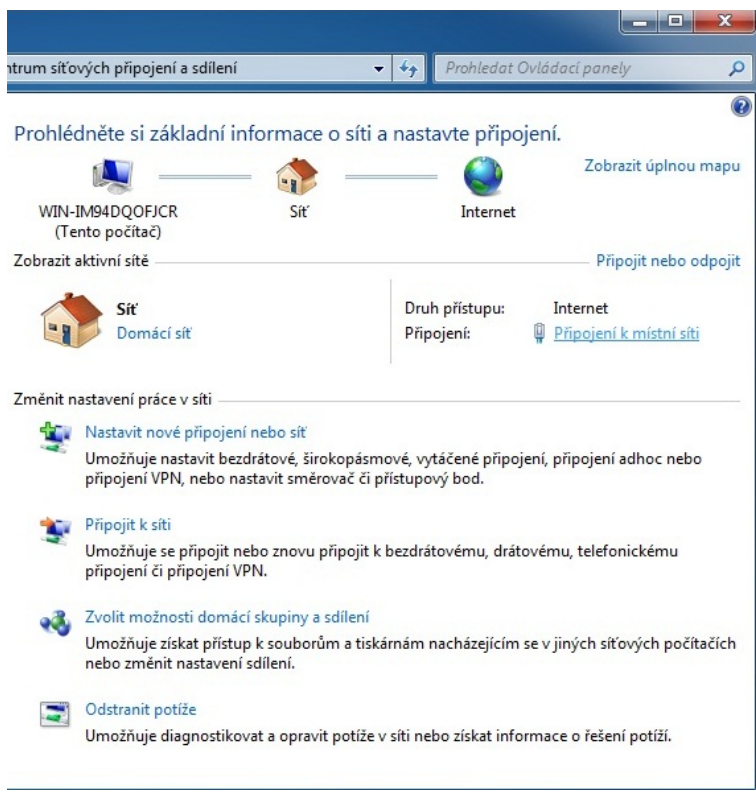 ntrum síťových připojení a sdílení
Prohledat Ovládací panely
Prohlédněte si základní informace o síti a nastavte připojení.
Zobrazit úplnou mapu
WIN-IM94DQOFJCR
(Tento počítač)
Síť
Internet
Zobrazit aktivní sítě
Připojit nebo odpojit
Síť
Domácí síť
Druh přístupu: Internet
Připojení: Připojení k místní síti
Změnit nastavení práce v síti
Nastavit nové připojení nebo síť
Umožňuje nastavit bezdrátové, širokopásmové, vytáčené připojení, připojení adhoc nebo
připojení VPN, nebo nastavit směrovač či přístupový bod.
Připojit k síti
Umožňuje se připojit nebo znovu připojit k bezdrátovému, drátovému, telefonickému
připojení či připojení VPN.
Zvolit možnosti domácí skupiny a sdílení
Umožňuje získat přístup k souborům a tiskárnám nacházejícím se v jiných síťových počítačích
nebo změnit nastavení sdílení.
Odstranit potíže
Umožňuje diagnostikovat a opravit potíže v síti nebo získat informace o řešení potíží.